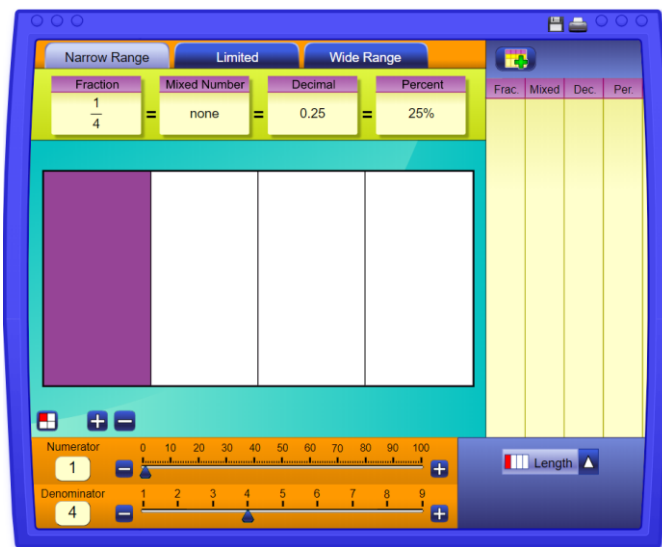 Narrow Range Limited Wide Range
Fraction Mixed Number Decimal Percent
1
4
= none = 0.25 = 25%
Frac. Mixed Dec. Per.
Numerator
1
0 10 20 30 40 50 60 70 80 90 100
Denominator
4
1 2 3 4 5 6 7 8 9
Length